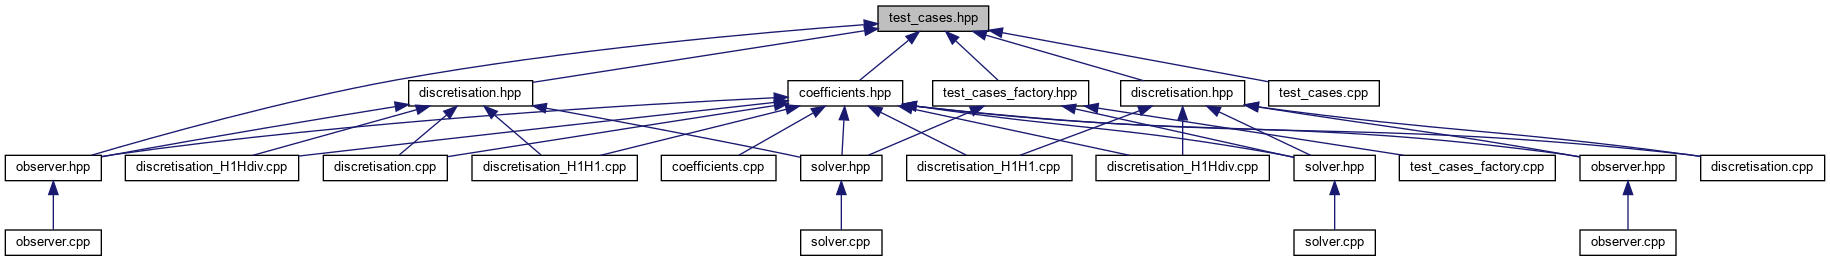 test_cases.hpp
discretisation.hpp
coefficients.hpp
test_cases_factory.hpp
discretisation.hpp
test_cases.cpp
observer.hpp
discretisation_H1Hdiv.cpp
discretisation.cpp
discretisation_H1H1.cpp
coefficients.cpp
solver.hpp
discretisation_H1H1.cpp
discretisation_H1Hdiv.cpp
solver.hpp
test_cases_factory.cpp
observer.hpp
discretisation.cpp
observer.cpp
solver.cpp
solver.cpp
observer.cpp